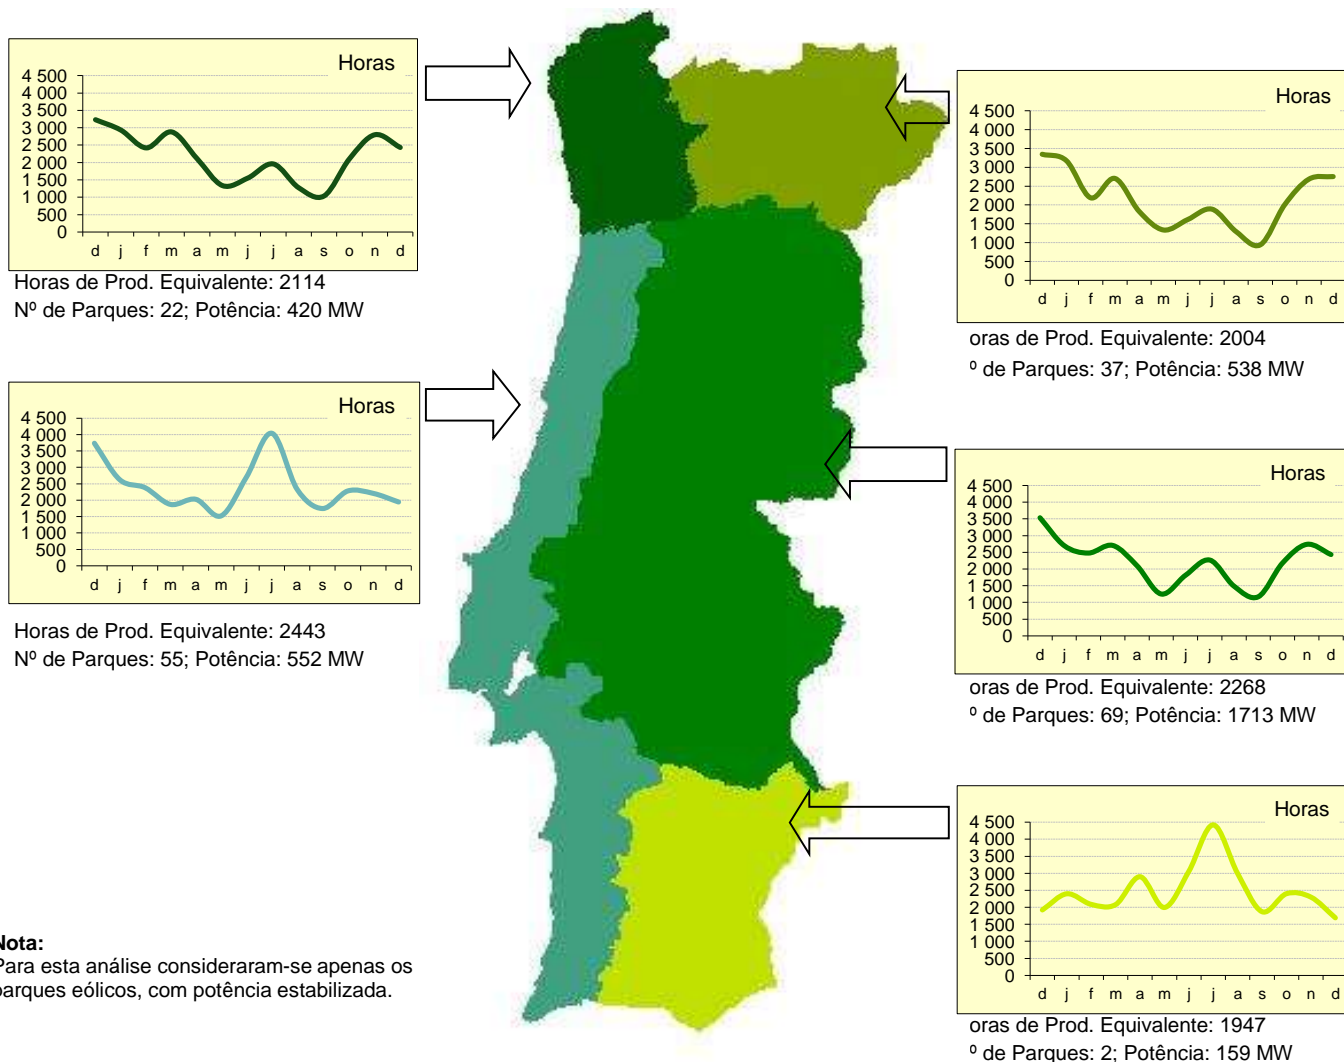 Horas
4 500
4 000
3 500
3 000
2 500
2 000
1 500
1 000
500
0
d j f m a m j j a s o n d
Horas de Prod. Equivalente: 2114
Nº de Parques: 22; Potência: 420 MW
Horas
4 500
4 000
3 500
3 000
2 500
2 000
1 500
1 000
500
0
d j f m a m j j a s o n d
oras de Prod. Equivalente: 2004
º de Parques: 37; Potência: 538 MW
Horas
4 500
4 000
3 500
3 000
2 500
2 000
1 500
1 000
500
0
d j f m a m j j a s o n d
Horas de Prod. Equivalente: 2443
Nº de Parques: 55; Potência: 552 MW
Horas
4 500
4 000
3 500
3 000
2 500
2 000
1 500
1 000
500
0
d j f m a m j j a s o n d
oras de Prod. Equivalente: 2268
º de Parques: 69; Potência: 1713 MW
Horas
4 500
4 000
3 500
3 000
2 500
2 000
1 500
1 000
500
0
d j f m a m j j a s o n d
oras de Prod. Equivalente: 1947
º de Parques: 2; Potência: 159 MW
Nota:
Para esta análise consideraram-se apenas os
parques eólicos, com potência estabilizada.